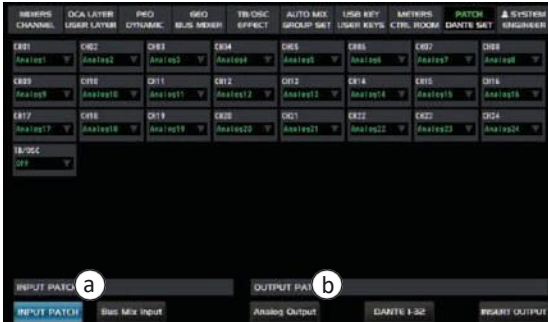 MIXERS DCA LAYER PEQ GEQ TB/OSC AUTO MIX USB KEY METERS PATCH SYSTEM
CHANNEL USER LAYER DYNAMIC BUS MIXER EFFECT GROUP SET USER KEYS CTRL ROOM DANTE SET ENGINEER
CH01 CH02 CH03 CH04 CH05 CH06 CH07 CH08
Analog1 Analog2 Analog3 Analog4 Analog5 Analog6 Analog7 Analog8
CH09 CH10 CH11 CH12 CH13 CH14 CH15 CH16
Analog9 Analog10 Analog11 Analog12 Analog13 Analog14 Analog15 Analog16
CH17 CH18 CH19 CH20 CH21 CH22 CH23 CH24
Analog17 Analog18 Analog19 Analog20 Analog21 Analog22 Analog23 Analog24
TB/OSC
OFF
INPUT PATC a OUTPUT PAT b
INPUT PATCH Bus Mix Input Analog Output DANTE 1-32 INSERT OUTPUT